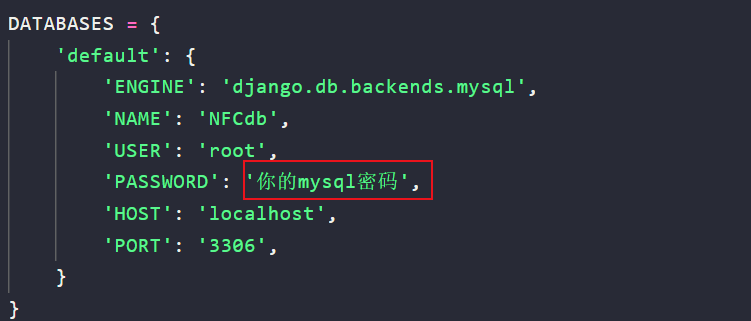 DATABASES = {
    'default': {
        'ENGINE': 'django.db.backends.mysql',
        'NAME': 'NFCdb',
        'USER': 'root',
        'PASSWORD': '你的mysql密码',
        'HOST': 'localhost',
        'PORT': '3306',
    }
}